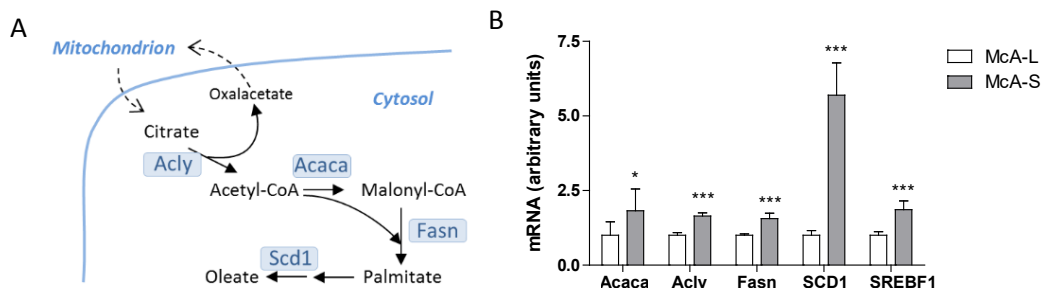 A
Mitochondrion
Oxalacetate
Cytosol
Citrate
Acly
Acaca
Acetyl-CoA
Malonyl-CoA
Fasn
Scd1
Oleate
Palmitate
B
mRNA (arbitrary units)
7.5
5.0
2.5
0.0
*
***
***
***
***
Acaca
Acly
Fasn
SCD1
SREBF1
McA-L
McA-S